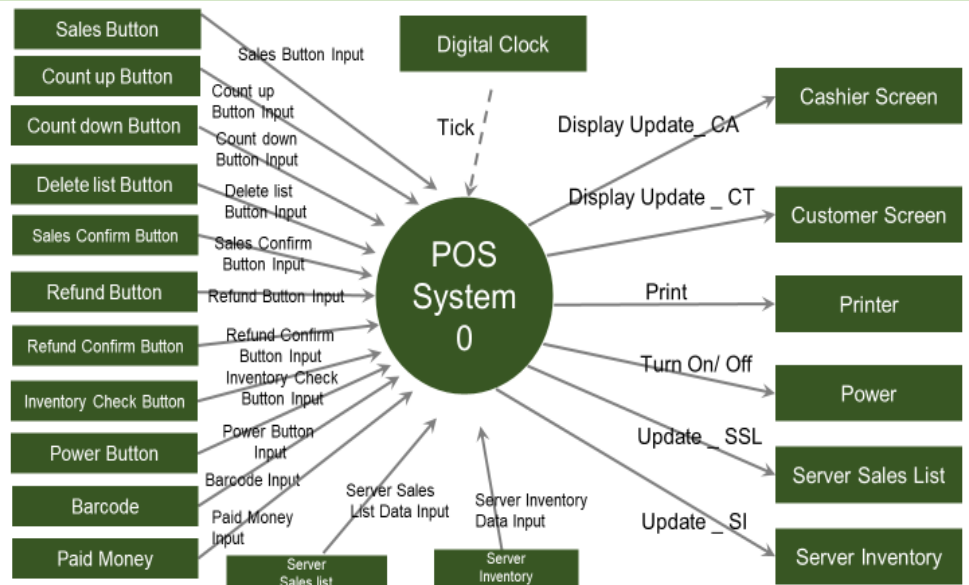 Sales Button
Count up Button
Count down Button
Delete list Button
Sales Confirm Button
Refund Button
Refund Confirm Button
Inventory Check Button
Power Button
Barcode
Paid Money
Sales Button Input
Count up
Button Input
Count down
Button Input
Delete list
Button Input
Sales Confirm
Button Input
Refund Button Input
Refund Confirm
Button Input
Inventory Check
Button Input
Power Button
Input
Barcode Input
Paid Money
Input
Server Sales
List Data Input
Server
Sales list
Server Inventory
Data Input
Server
Inventory
Digital Clock
Tick
POS
System
0
Display Update_ CA
Display Update _ CT
Print
Turn On/ Off
Update _ SSL
Update _ SI
Cashier Screen
Customer Screen
Printer
Power
Server Sales List
Server Inventory